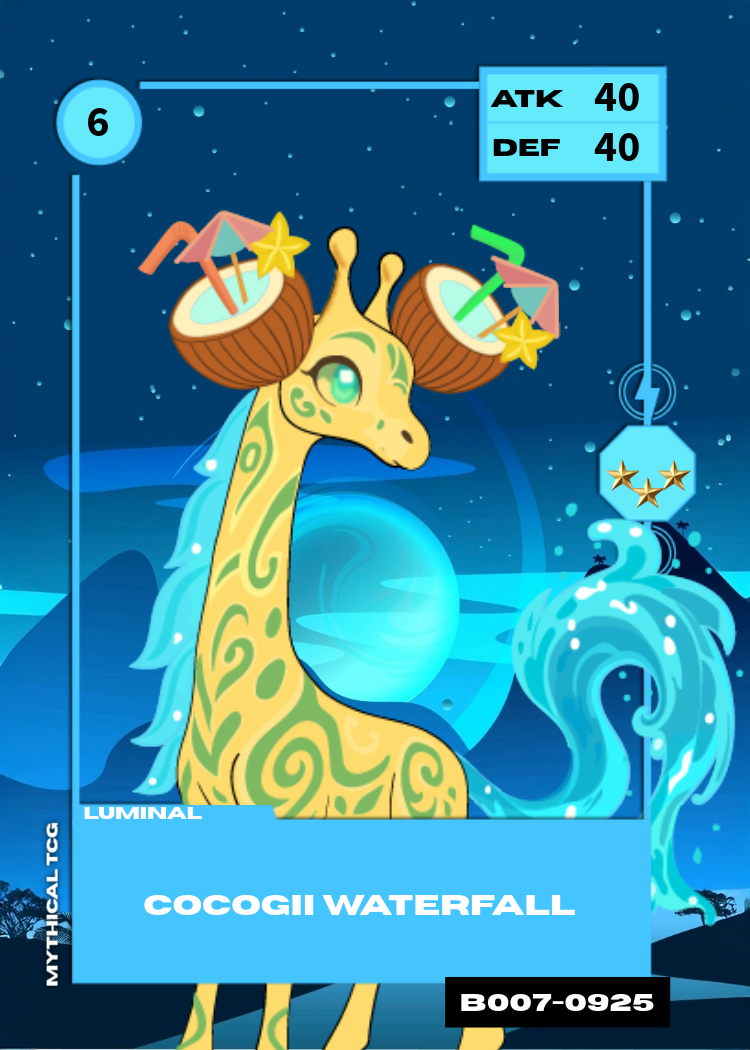 6
ATK 40
DEF 40
LUMINAL
COCOGII WATERFALL
MYTHICAL TCG
B007-0925